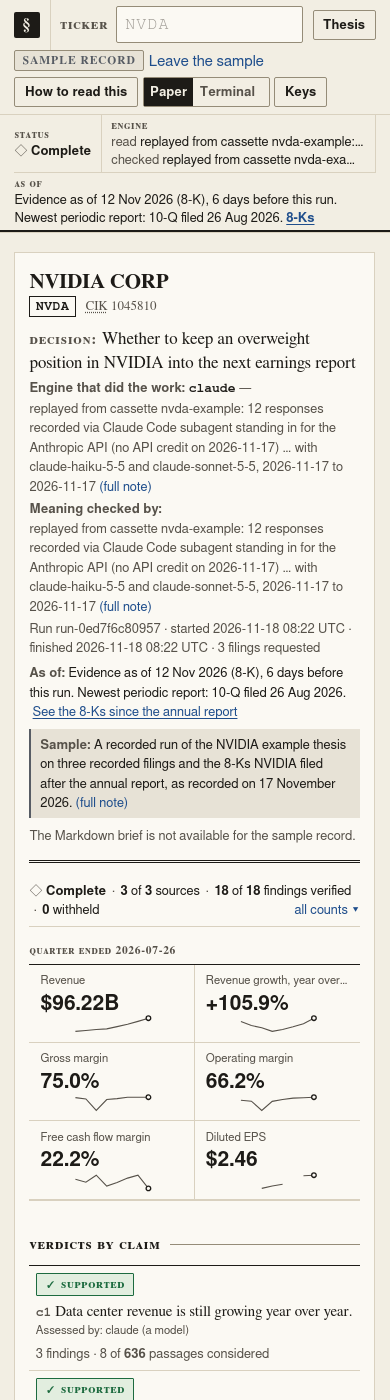 § TICKER NVDA Thesis
SAMPLE RECORD Leave the sample
How to read this Paper Terminal Keys
STATUS
◇ Complete
ENGINE
read replayed from cassette nvda-example:...
checked replayed from cassette nvda-exa...
AS OF
Evidence as of 12 Nov 2026 (8-K), 6 days before this run.
Newest periodic report: 10-Q filed 26 Aug 2026. 8-Ks
NVIDIA CORP
NVDA CIK 1045810
DECISION: Whether to keep an overweight
position in NVIDIA into the next earnings report
Engine that did the work: claude —
replayed from cassette nvda-example: 12 responses
recorded via Claude Code subagent standing in for the
Anthropic API (no API credit on 2026-11-17) ... with
claude-haiku-5-5 and claude-sonnet-5-5, 2026-11-17 to
2026-11-17 (full note)
Meaning checked by:
replayed from cassette nvda-example: 12 responses
recorded via Claude Code subagent standing in for the
Anthropic API (no API credit on 2026-11-17) ... with
claude-haiku-5-5 and claude-sonnet-5-5, 2026-11-17 to
2026-11-17 (full note)
Run run-0ed7f6c80957 · started 2026-11-18 08:22 UTC ·
finished 2026-11-18 08:22 UTC · 3 filings requested
As of: Evidence as of 12 Nov 2026 (8-K), 6 days before
this run. Newest periodic report: 10-Q filed 26 Aug 2026.
See the 8-Ks since the annual report
Sample: A recorded run of the NVIDIA example thesis
on three recorded filings and the 8-Ks NVIDIA filed
after the annual report, as recorded on 17 November
2026. (full note)
The Markdown brief is not available for the sample record.
◇ Complete · 3 of 3 sources · 18 of 18 findings verified
· 0 withheld all counts ▾
QUARTER ENDED 2026-07-26
Revenue
$96.22B
Revenue growth, year over...
+105.9%
Gross margin
75.0%
Operating margin
66.2%
Free cash flow margin
22.2%
Diluted EPS
$2.46
VERDICTS BY CLAIM
✓ SUPPORTED
c1 Data center revenue is still growing year over year.
Assessed by: claude (a model)
3 findings · 8 of 636 passages considered
✓ SUPPORTED